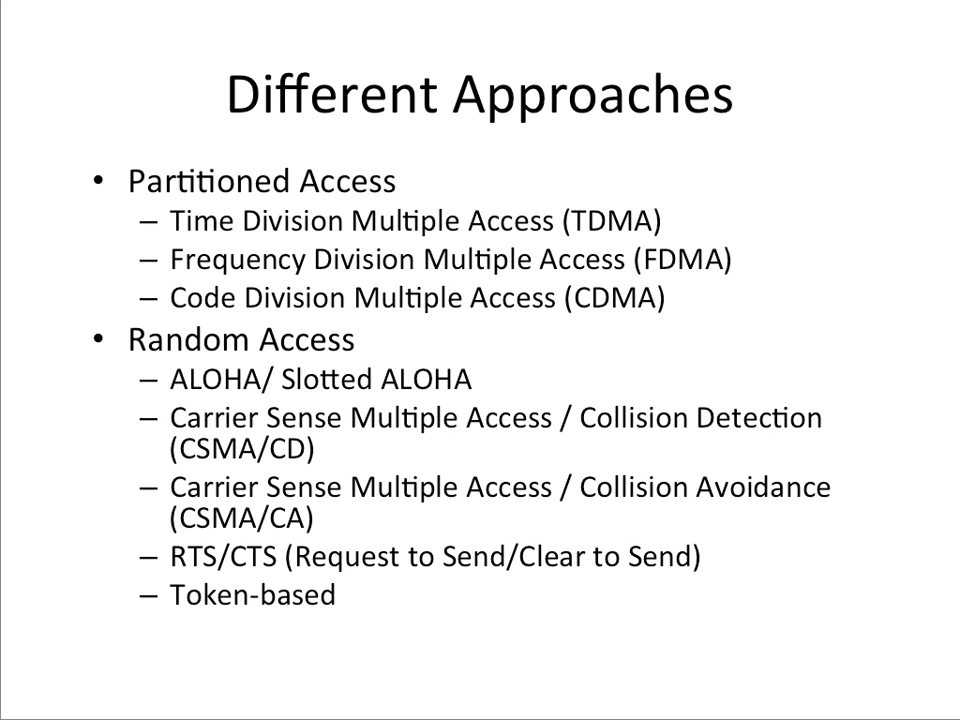 Different Approaches
• Partitioned Access
– Time Division Multiple Access (TDMA)
– Frequency Division Multiple Access (FDMA)
– Code Division Multiple Access (CDMA)
• Random Access
– ALOHA/ Slotted ALOHA
– Carrier Sense Multiple Access / Collision Detection
(CSMA/CD)
– Carrier Sense Multiple Access / Collision Avoidance
(CSMA/CA)
– RTS/CTS (Request to Send/Clear to Send)
– Token-based